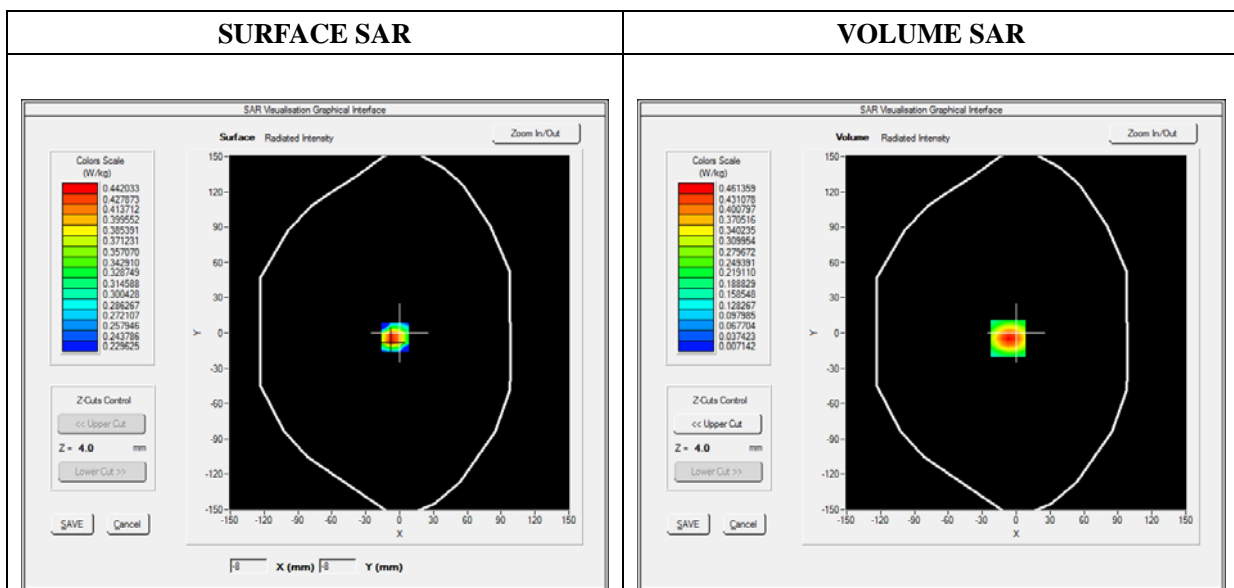 SURFACE SAR
SAR Visualisation Graphical Interface
Surface Radiated Intensity
Zoom In/Out
Colors Scale
(W/kg)
0.442033
0.427873
0.413712
0.399552
0.385391
0.371231
0.357070
0.342910
0.328749
0.314588
0.300428
0.286267
0.272107
0.257946
0.243786
0.229625
Z-Cuts Control
<< Upper Cut
Z = 4.0 mm
Lower Cut >>
SAVE Cancel
150
120
90
60
30
0
-30
-60
-90
-120
-150
Y
-150 -120 -90 -60 -30 0 30 60 90 120 150
X
-8 X (mm) -8 Y (mm)
VOLUME SAR
SAR Visualisation Graphical Interface
Volume Radiated Intensity
Zoom In/Out
Colors Scale
(W/kg)
0.461359
0.431078
0.400797
0.370516
0.340235
0.309954
0.279672
0.249391
0.219110
0.188829
0.158548
0.128267
0.097985
0.067704
0.037423
0.007142
Z-Cuts Control
<< Upper Cut
Z = 4.0 mm
Lower Cut >>
SAVE Cancel
150
120
90
60
30
0
-30
-60
-90
-120
-150
Y
-150 -120 -90 -60 -30 0 30 60 90 120 150
X